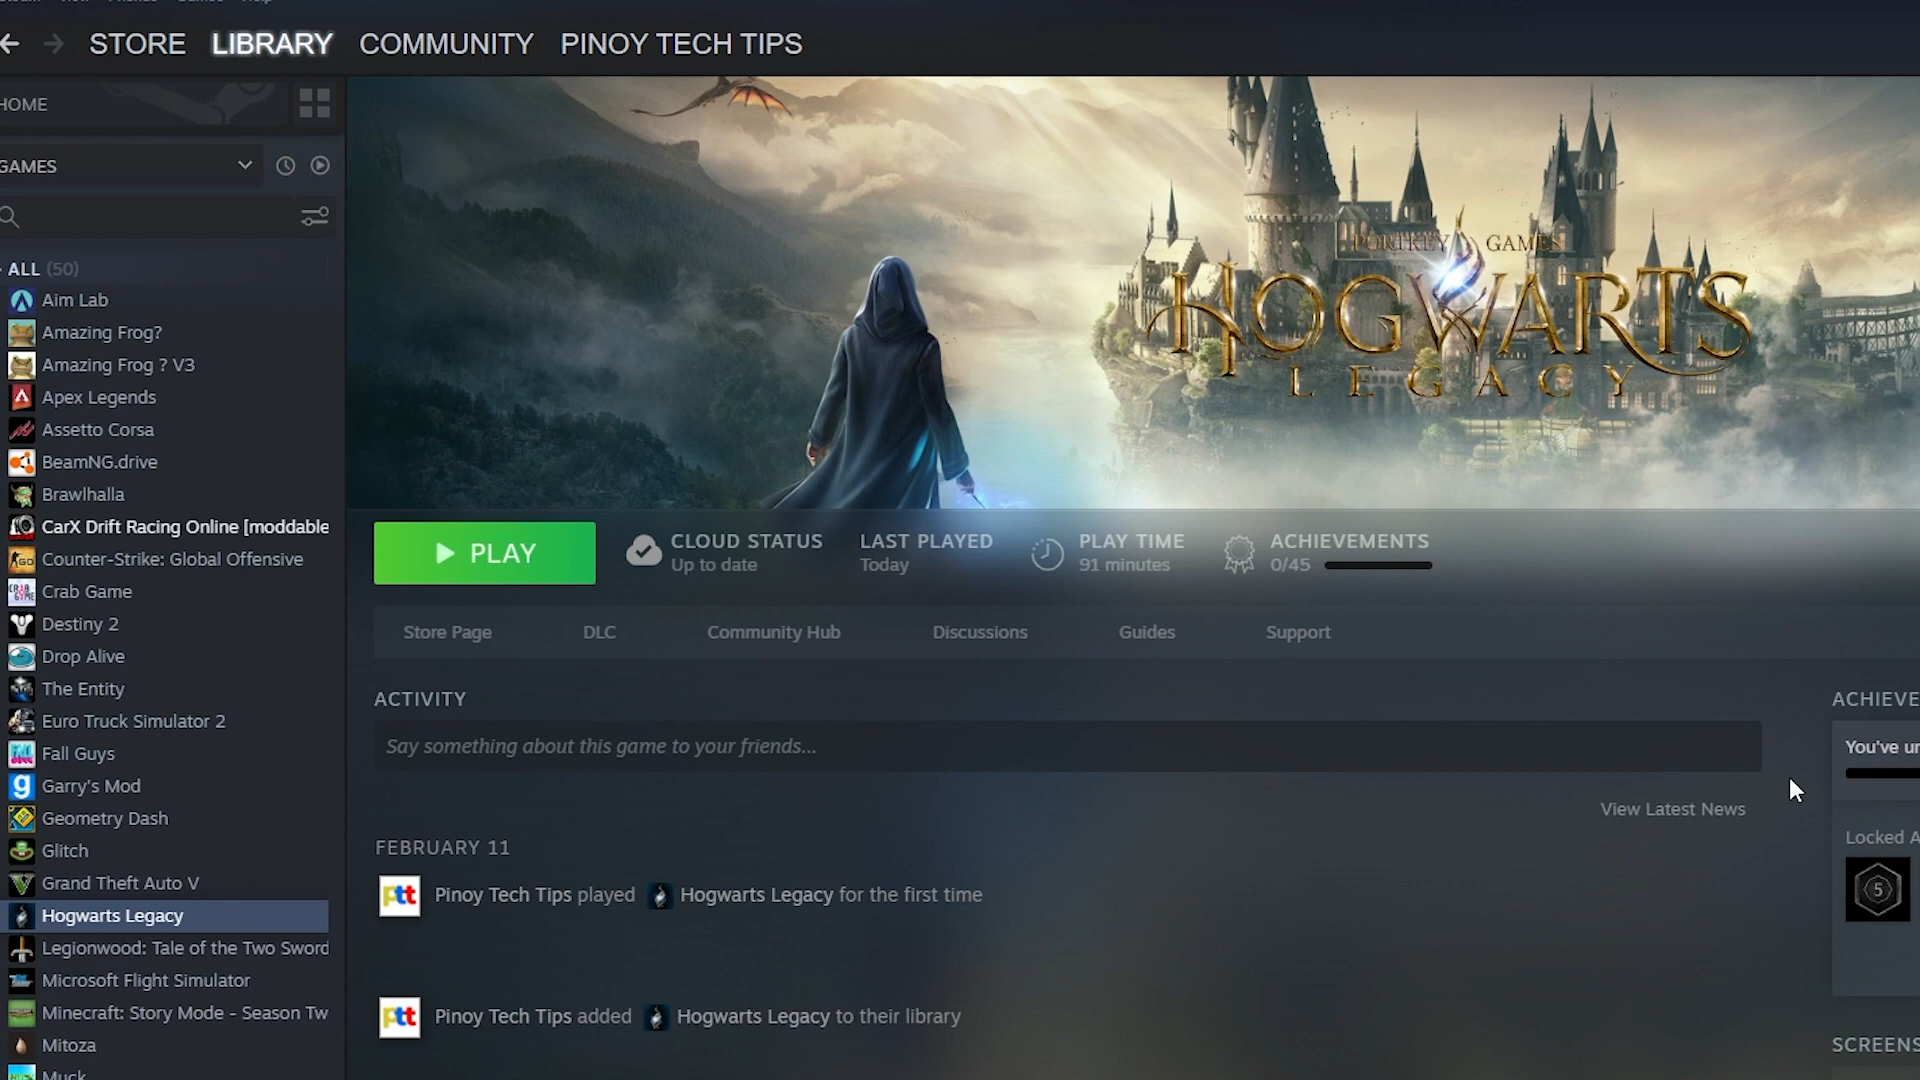 STORE LIBRARY COMMUNITY PINOY TECH TIPS
HOME
GAMES
ALL (50)
Aim Lab
Amazing Frog?
Amazing Frog ? V3
Apex Legends
Assetto Corsa
BeamNG.drive
Brawlhalla
CarX Drift Racing Online [moddable
Counter-Strike: Global Offensive
Crab Game
Destiny 2
Drop Alive
The Entity
Euro Truck Simulator 2
Fall Guys
Garry's Mod
Geometry Dash
Glitch
Grand Theft Auto V
Hogwarts Legacy
Legionwood: Tale of the Two Sword
Microsoft Flight Simulator
Minecraft: Story Mode - Season Tw
Mitoza
Muck
PORTKEY GAMES
HOGWARTS
LEGACY
PLAY
CLOUD STATUS
Up to date
LAST PLAYED
Today
PLAY TIME
91 minutes
ACHIEVEMENTS
0/45
Store Page DLC Community Hub Discussions Guides Support
ACTIVITY
Say something about this game to your friends...
View Latest News
FEBRUARY 11
ptt Pinoy Tech Tips played Hogwarts Legacy for the first time
ptt Pinoy Tech Tips added Hogwarts Legacy to their library
ACHIEVE
You've un
Locked A
5
SCREENS